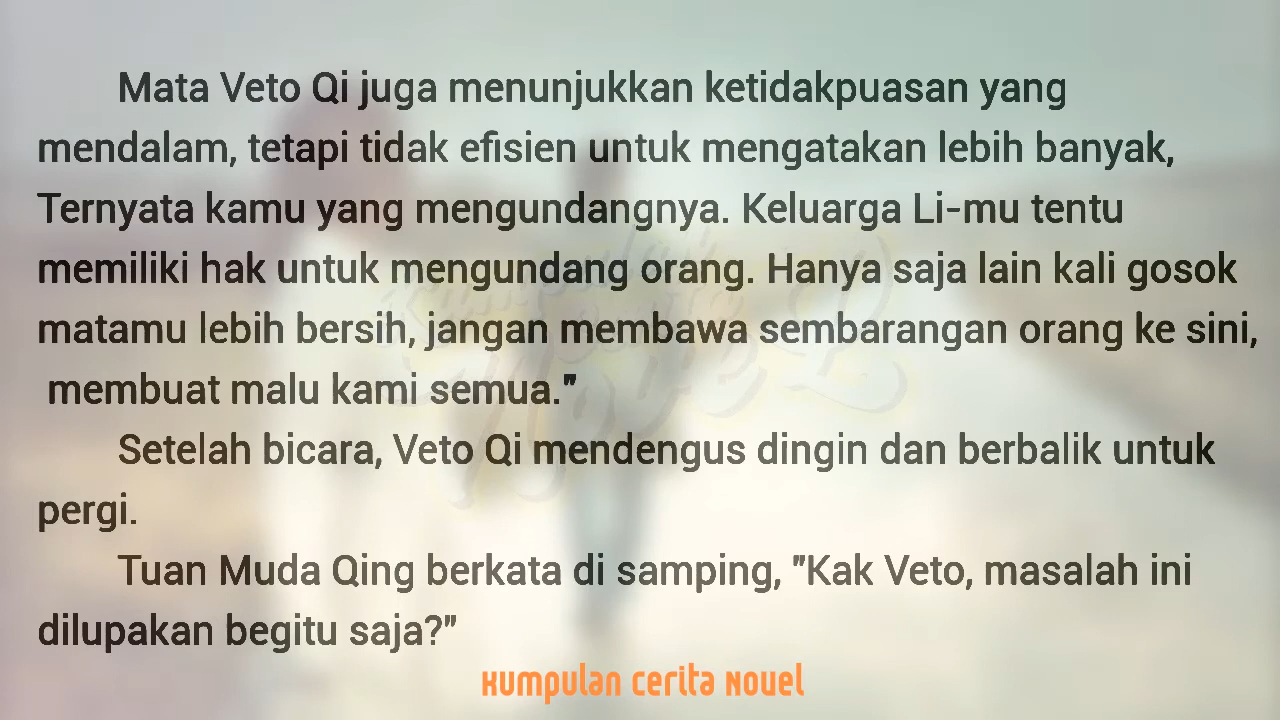 Mata Veto Qi juga menunjukkan ketidakpuasan yang
mendalam, tetapi tidak efisien untuk mengatakan lebih banyak,
Ternyata kamu yang mengundangnya. Keluarga Li-mu tentu
memiliki hak untuk mengundang orang. Hanya saja lain kali gosok
matamu lebih bersih, jangan membawa sembarangan orang ke sini,
membuat malu kami semua."
Setelah bicara, Veto Qi mendengus dingin dan berbalik untuk
pergi.
Tuan Muda Qing berkata di samping, "Kak Veto, masalah ini
dilupakan begitu saja?"
Kumpulan Cerita Novel